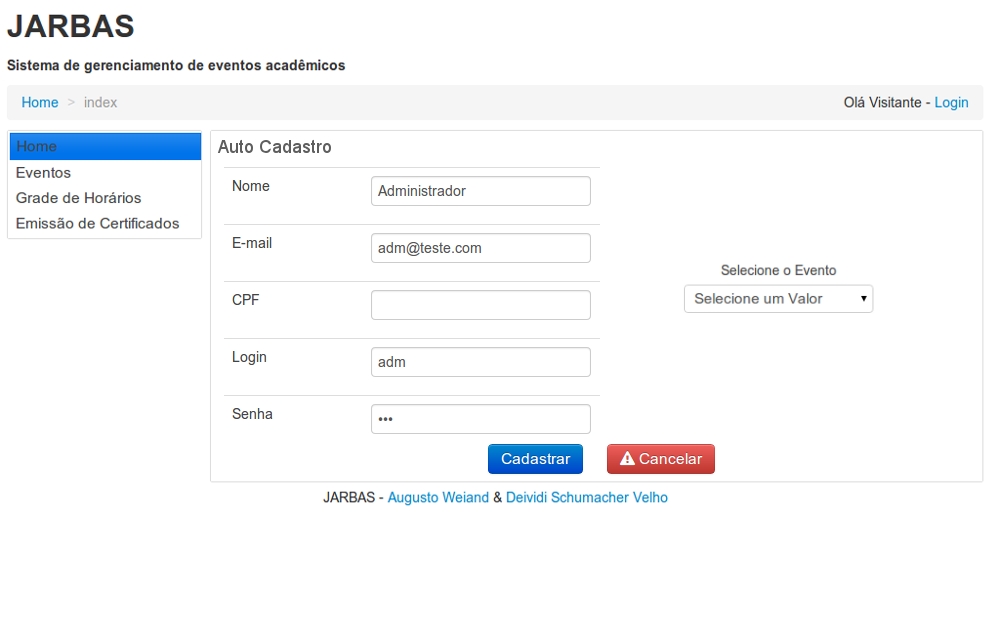 JARBAS
Sistema de gerenciamento de eventos acadêmicos
Home > index
Olá Visitante - Login
Home
Eventos
Grade de Horários
Emissão de Certificados
Auto Cadastro
Nome Administrador
E-mail adm@teste.com
CPF
Login adm
Senha •••
Selecione o Evento
Selecione um Valor
Cadastrar Cancelar
JARBAS - Augusto Weiand & Deividi Schumacher Velho